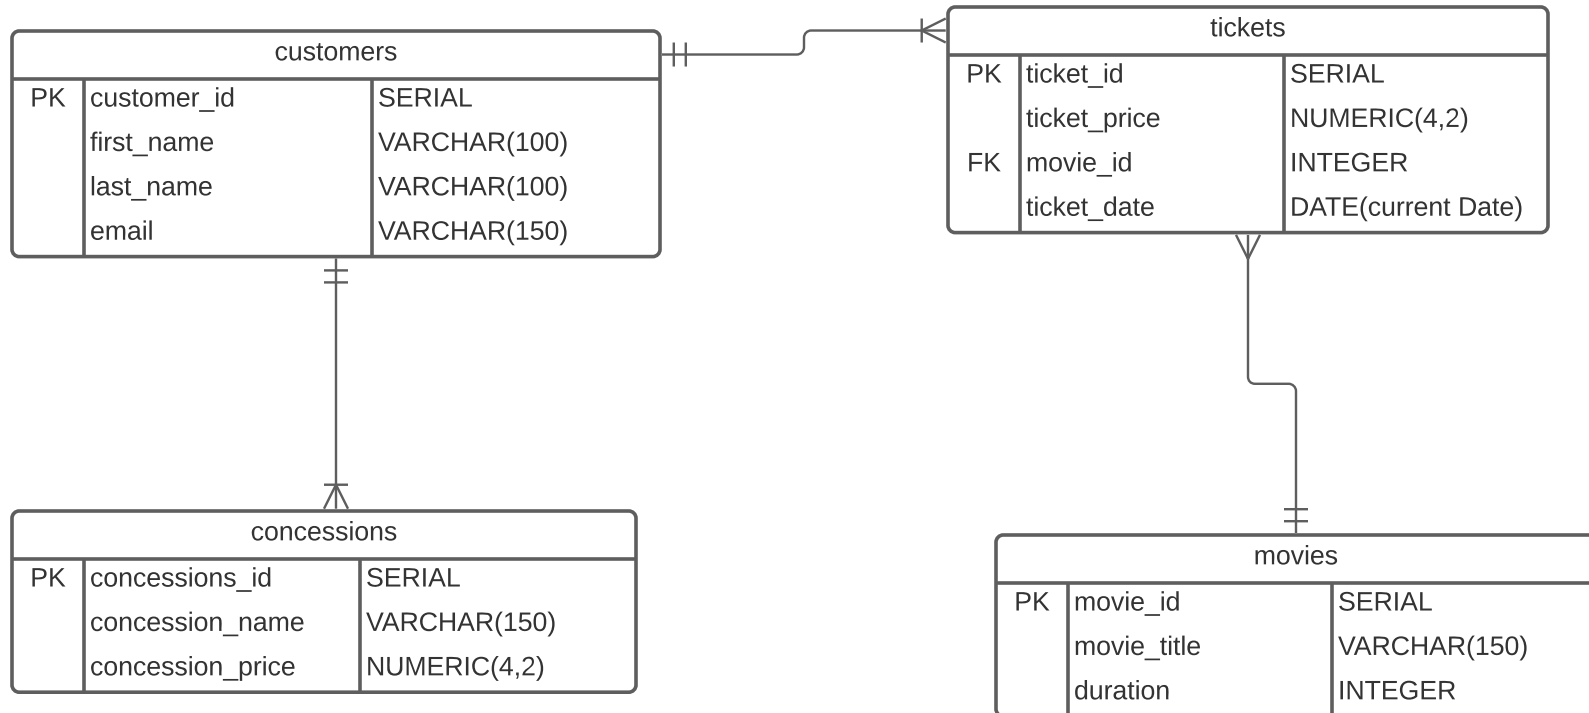 customers
PK customer_id SERIAL
first_name VARCHAR(100)
last_name VARCHAR(100)
email VARCHAR(150)
tickets
PK ticket_id SERIAL
ticket_price NUMERIC(4,2)
FK movie_id INTEGER
ticket_date DATE(current Date)
concessions
PK concessions_id SERIAL
concession_name VARCHAR(150)
concession_price NUMERIC(4,2)
movies
PK movie_id SERIAL
movie_title VARCHAR(150)
duration INTEGER